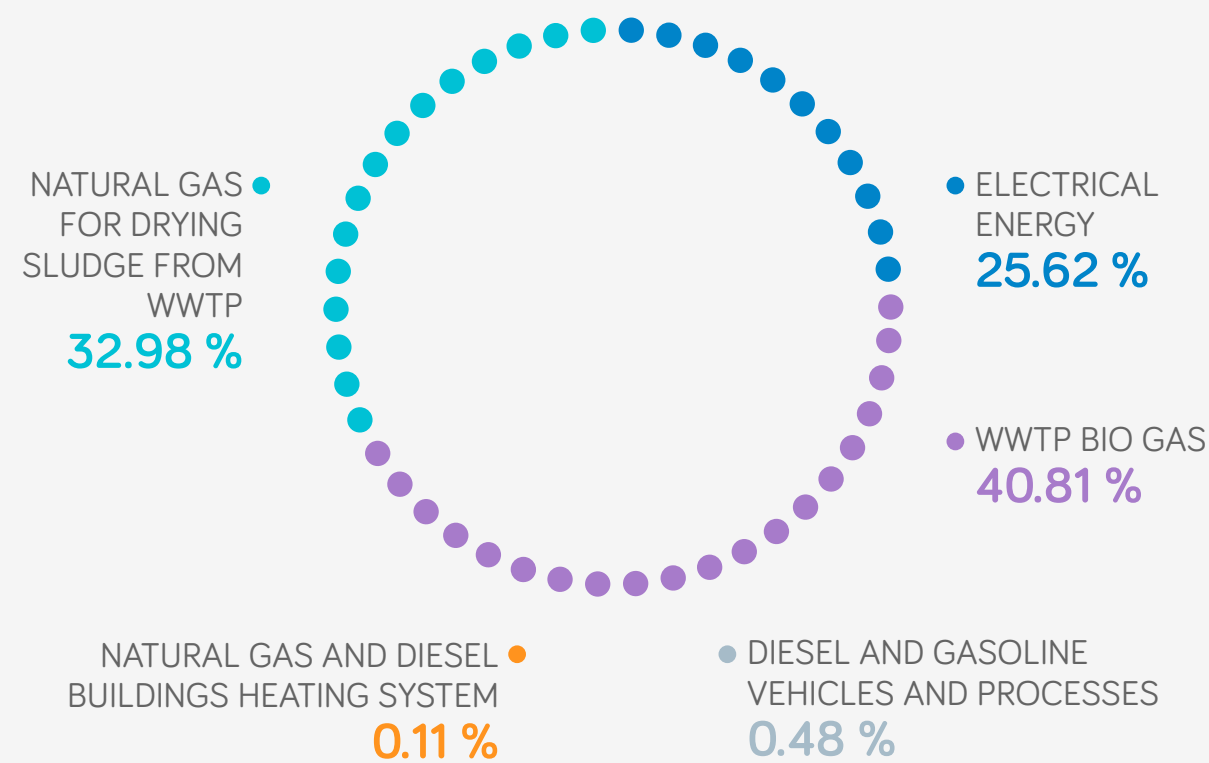 NATURAL GAS
FOR DRYING
SLUDGE FROM
WWTP
32.98 %
ELECTRICAL
ENERGY
25.62 %
WWTP BIO GAS
40.81 %
NATURAL GAS AND DIESEL
BUILDINGS HEATING SYSTEM
0.11 %
DIESEL AND GASOLINE
VEHICLES AND PROCESSES
0.48 %